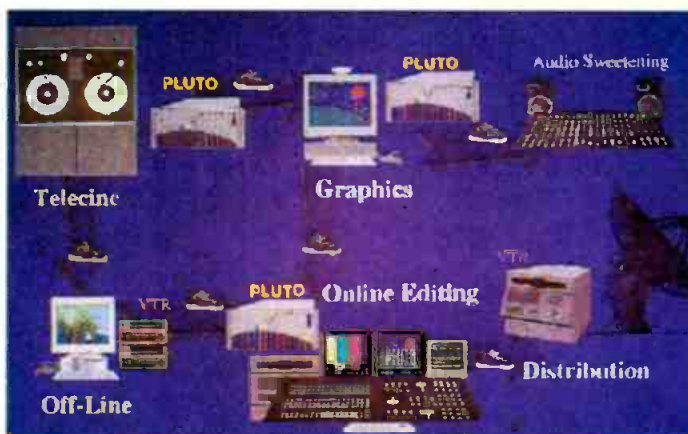 Audio Sweetening
PLUTO
PLUTO
Telecine
Graphics
VTR
VTR
PLUTO
Online Editing
Distribution
Off-Line